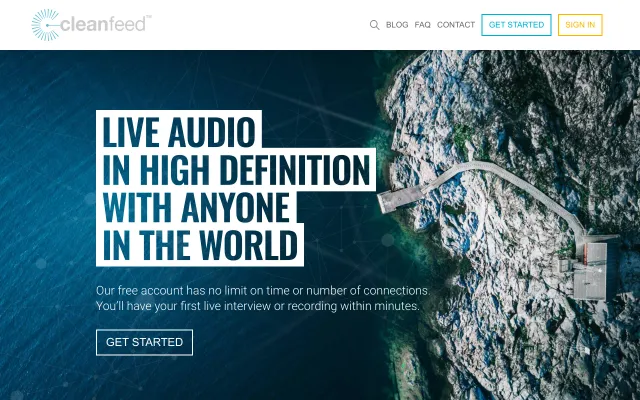 cleanfeed™
BLOG FAQ CONTACT GET STARTED SIGN IN
LIVE AUDIO
IN HIGH DEFINITION
WITH ANYONE
IN THE WORLD
Our free account has no limit on time or number of connections.
You'll have your first live interview or recording within minutes.
GET STARTED